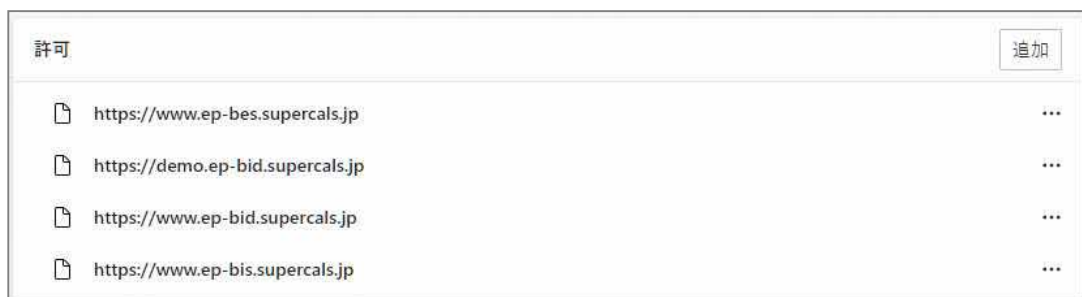 許可
追加
https://www.ep-bes.supercals.jp
https://demo.ep-bid.supercals.jp
https://www.ep-bid.supercals.jp
https://www.ep-bis.supercals.jp